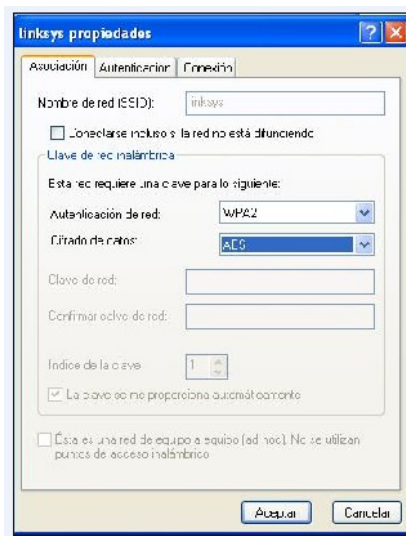 linksys propiedades
Asociación Autenticación Conexión
Nombre de red (SSID): linksys
Conectarse incluso si la red no está difundiendo
Clave de red inalámbrica
Esta red requiere una clave para lo siguiente:
Autenticación de red: WPA2
Cifrado de datos: AES
Clave de red:
Confirmar clave de red:
Índice de la clave 1
La clave se me proporciona automáticamente
Ésta es una red de equipo a equipo (ad hoc). No se utilizan
puntos de acceso inalámbrico
Aceptar Cancelar